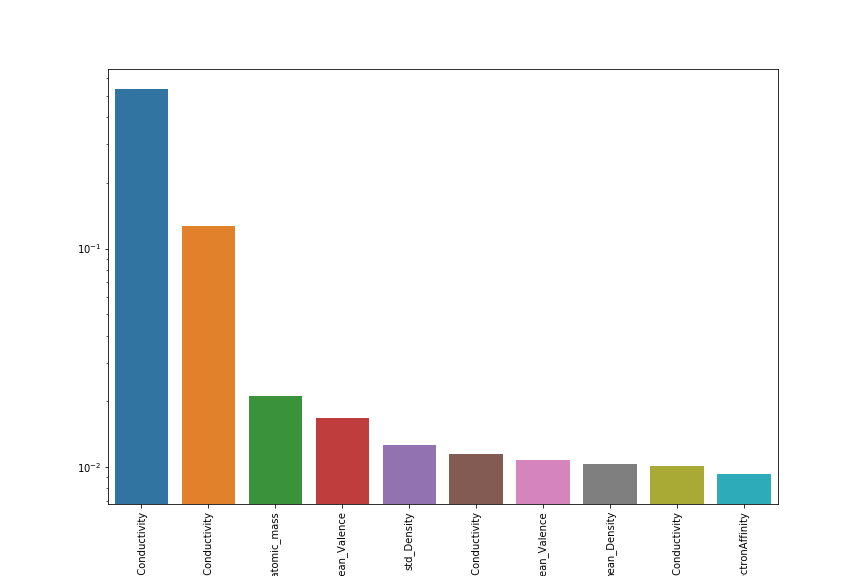 10⁻¹
10⁻²
Conductivity
Conductivity
atomic_mass
ean_Valence
std_Density
Conductivity
ean_Valence
ean_Density
Conductivity
ctronAffinity